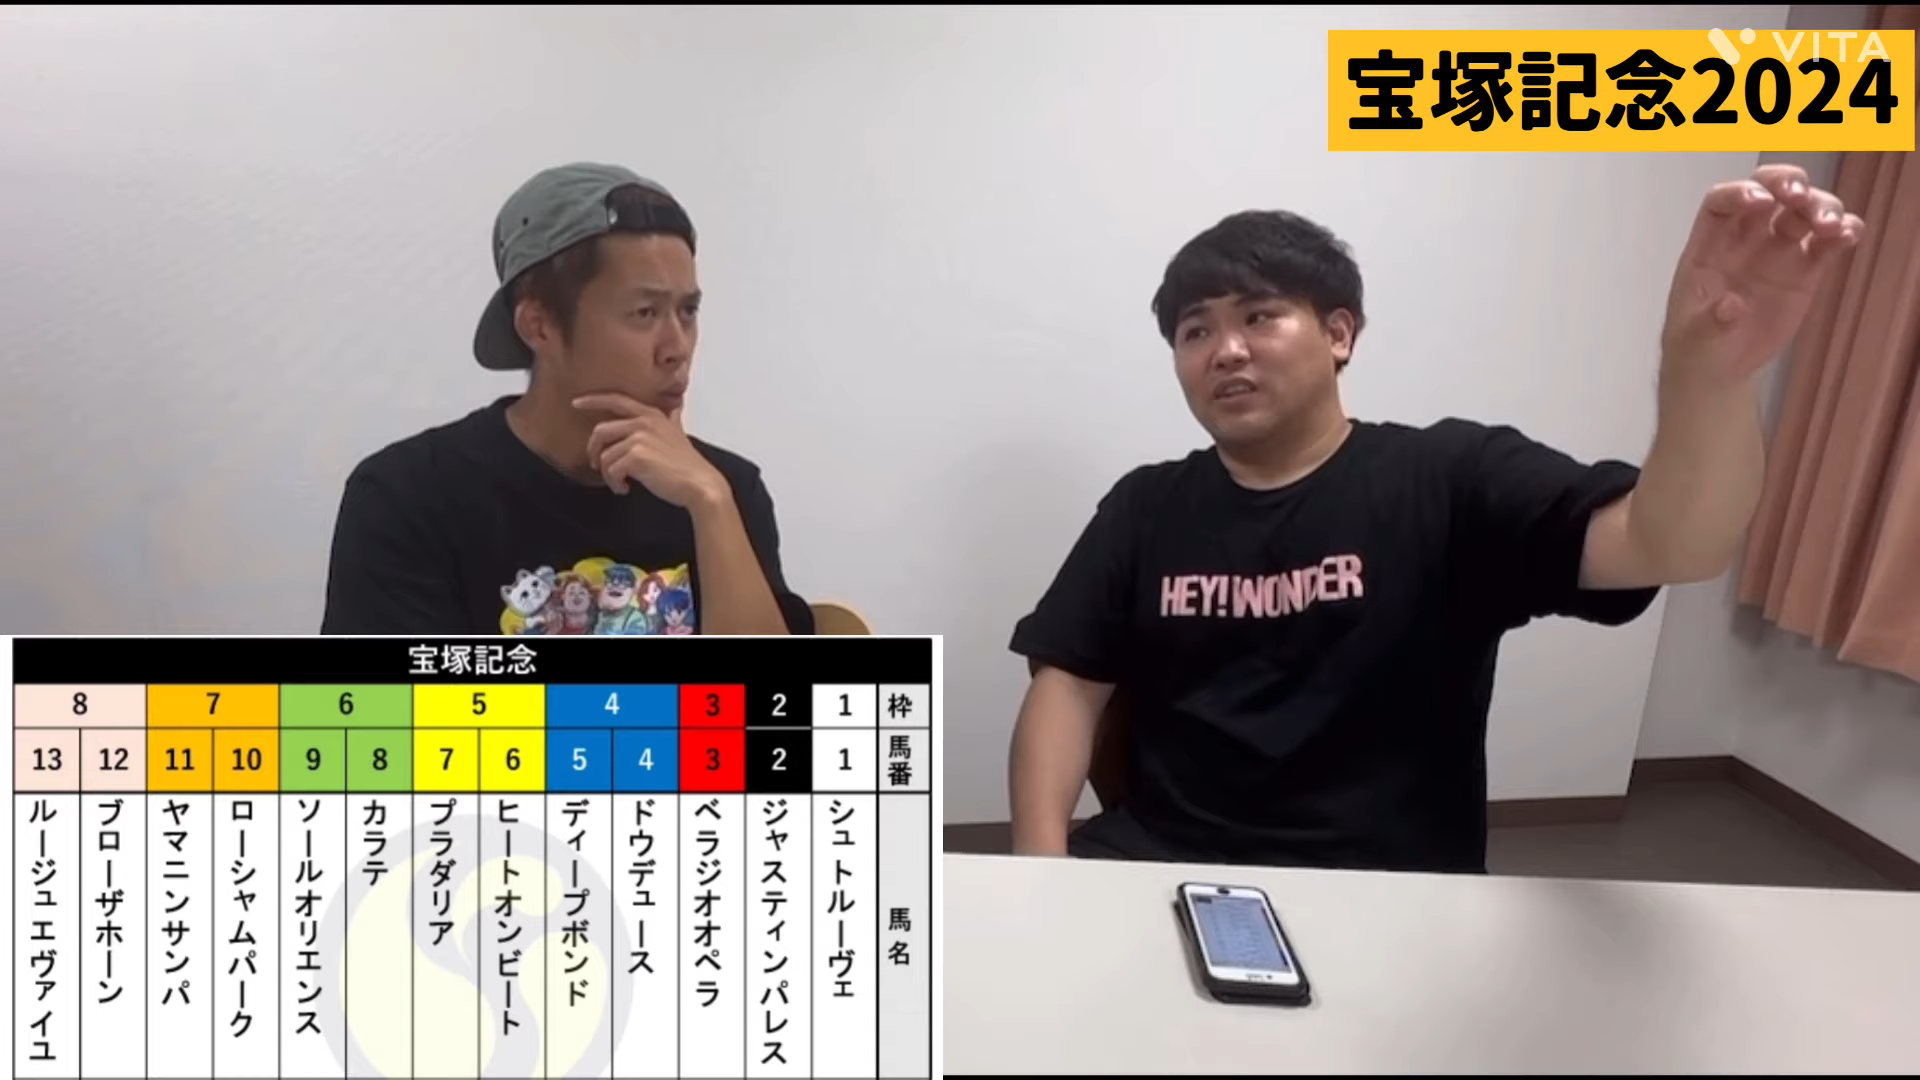 VITA
宝塚記念2024
HEY! WONDER
宝塚記念
8 7 6 5 4 3 2 1 枠
13 12 11 10 9 8 7 6 5 4 3 2 1 馬番
ルージュエヴァイユ
ブローザホーン
ヤマニンサンパ
ローシャムパーク
ソールオリエンス
カラテ
プラダリア
ヒートオンビート
ディープボンド
ドウデュース
ベラジオオペラ
ジャスティンパレス
シュトルーヴェ
馬名